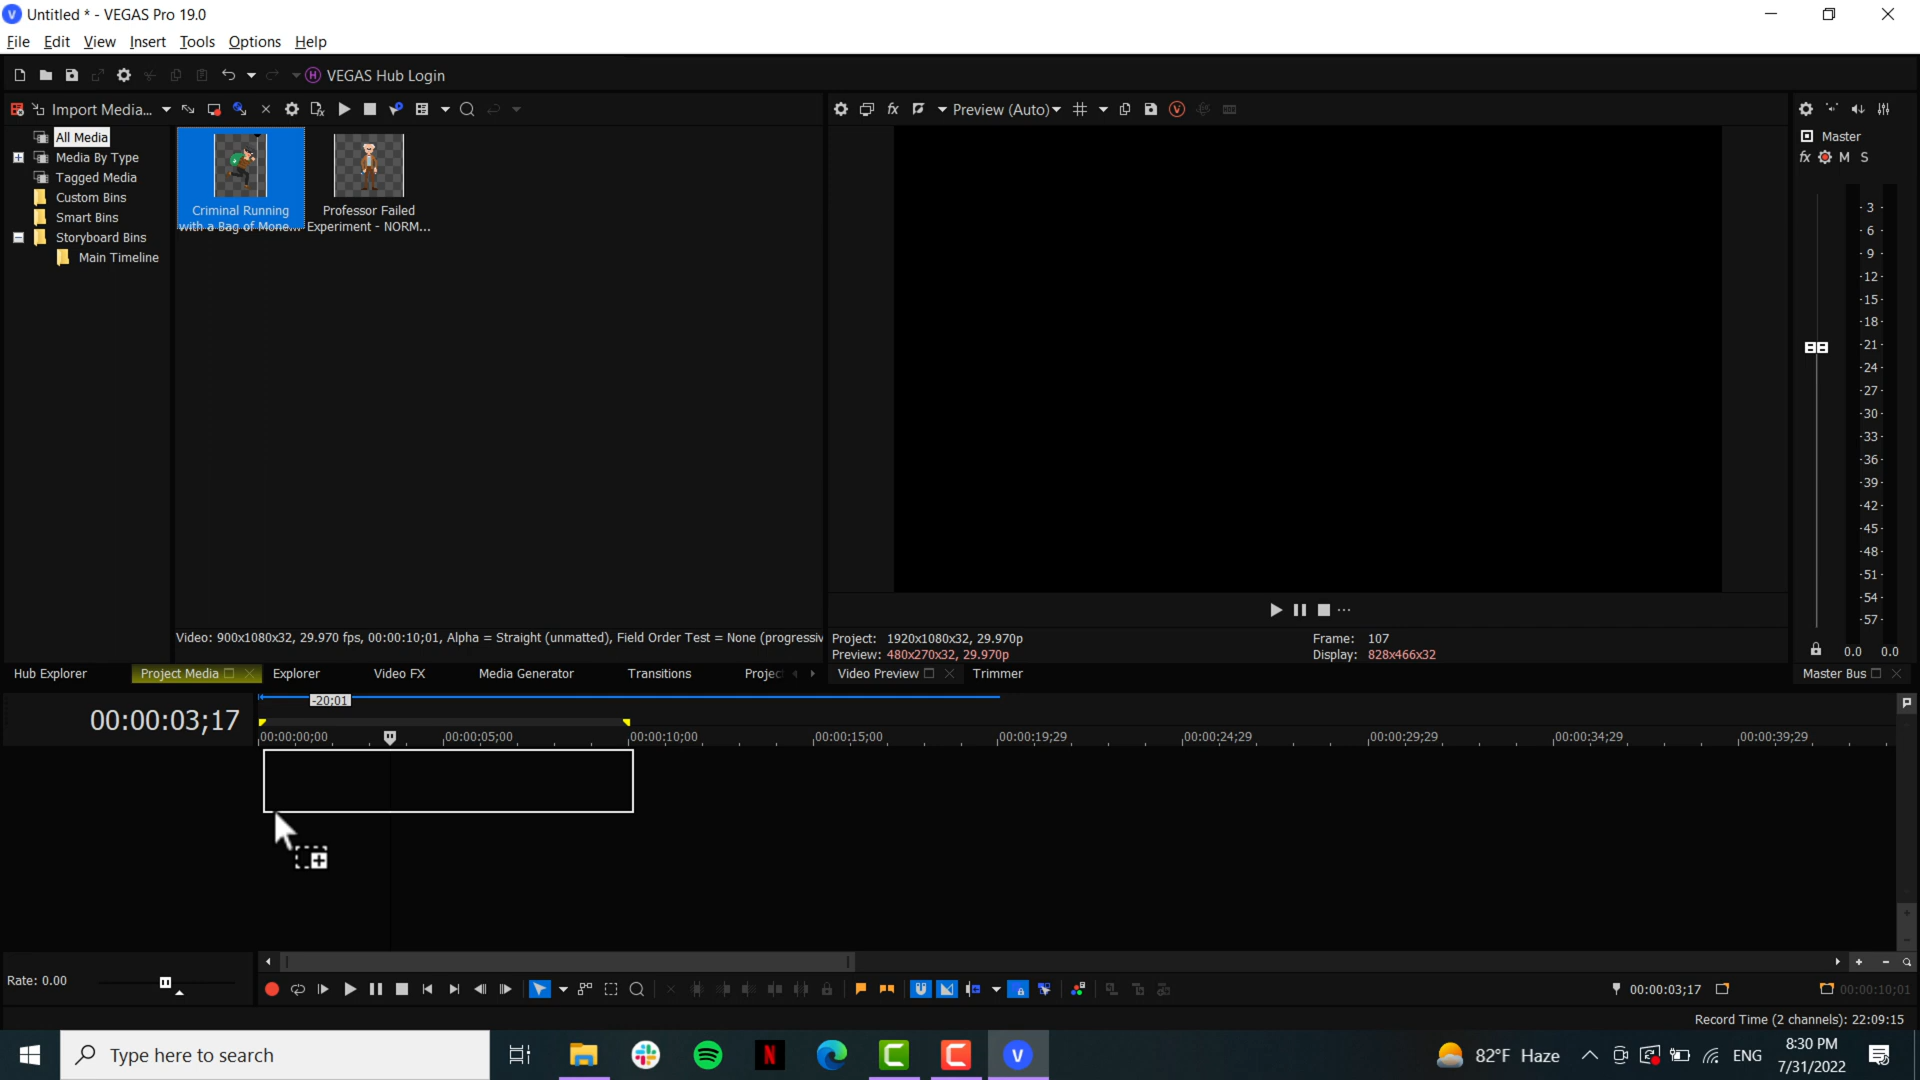 Untitled * - VEGAS Pro 19.0
File Edit View Insert Tools Options Help
VEGAS Hub Login
Import Media...
Preview (Auto)
All Media
Media By Type
Tagged Media
Custom Bins
Smart Bins
Storyboard Bins
Main Timeline
Criminal Running
with a Bag of Mone...
Professor Failed
Experiment - NORM...
Master
fx M S
- 3 -
- 6 -
- 9 -
-12-
-15-
-18-
-21-
-24-
-27-
-30-
-33-
-36-
-39-
-42-
-45-
-48-
-51-
-54-
-57-
0.0 0.0
Video: 900x1080x32, 29.970 fps, 00:00:10;01, Alpha = Straight (unmatted), Field Order Test = None (progressiv
Project: 1920x1080x32, 29.970p
Preview: 480x270x32, 29.970p
Frame: 107
Display: 828x466x32
Hub Explorer Project Media Explorer Video FX Media Generator Transitions Projec
Video Preview Trimmer
Master Bus
-20;01
00:00:03;17
00:00:00;00 00:00:05;00 00:00:10;00 00:00:15;00 00:00:19;29 00:00:24;29 00:00:29;29 00:00:34;29 00:00:39;29
Rate: 0.00
00:00:03;17
00:00:10;01
Record Time (2 channels): 22:09:15
Type here to search
82°F Haze
ENG
8:30 PM
7/31/2022